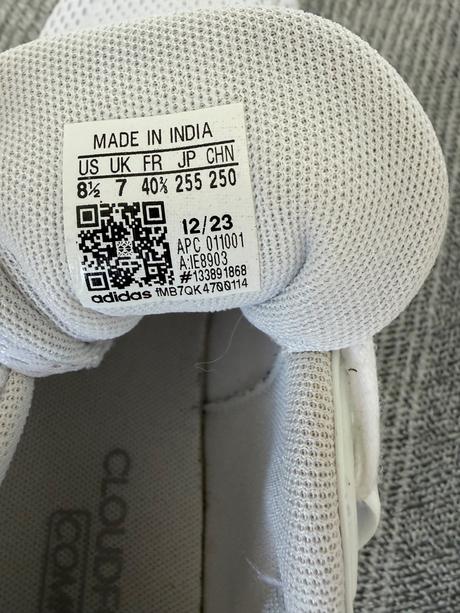 MADE IN INDIA
US UK FR JP CHN
8½ 7 40⅔ 255 250
12/23
APC 011001
A:IE8903
#133891868
adidas fMB7QK4700114